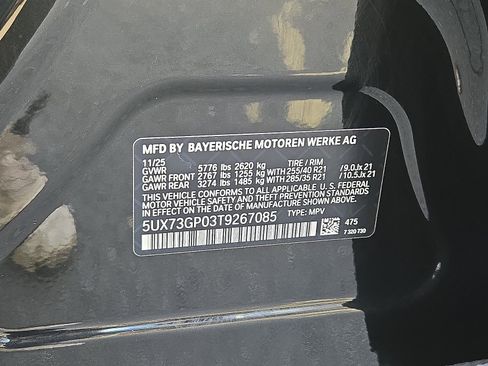 MFD BY BAYERISCHE MOTOREN WERKE AG
11/25
GVWR 5776 lbs 2620 kg TIRE / RIM
GAWR FRONT 2767 lbs 1255 kg WITH 255/40 R21 /9.0Jx21
GAWR REAR 3274 lbs 1485 kg WITH 285/35 R21 /10.5Jx21
THIS VEHICLE CONFORMS TO ALL APPLICABLE U.S. FEDERAL
MOTOR VEHICLE SAFETY AND THEFT PREVENTION STANDARDS
IN EFFECT ON THE DATE OF MANUFACTURE SHOWN ABOVE.
5UX73GP03T9267085 TYPE: MPV
475
7 320 730